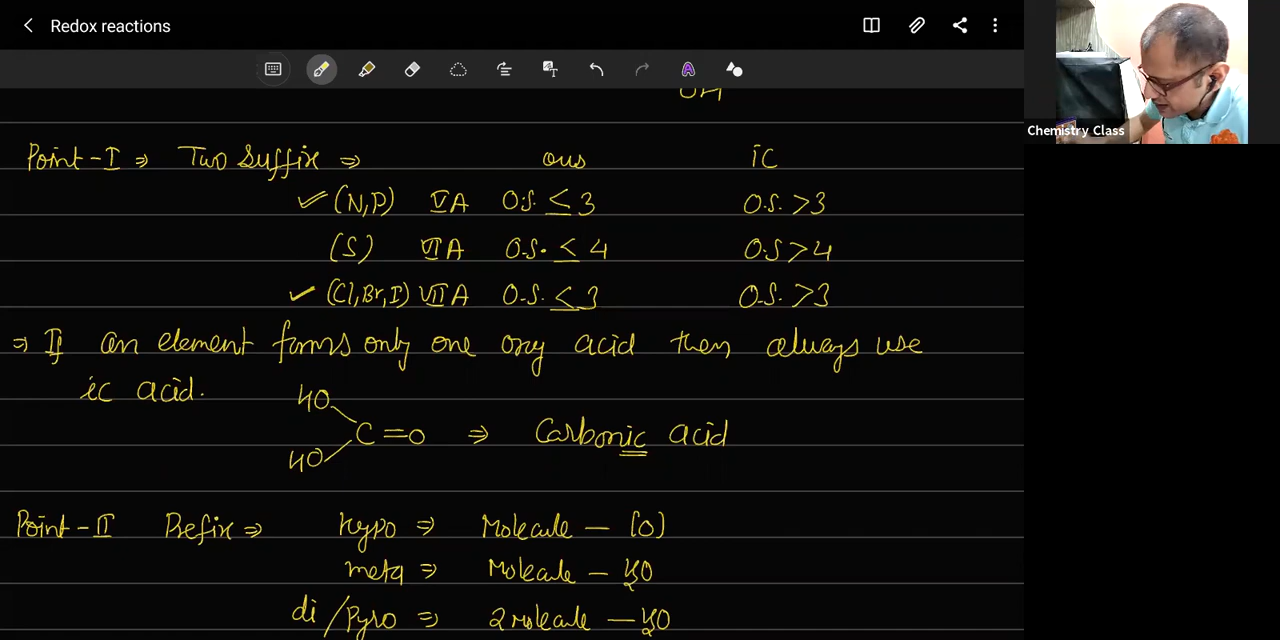 Redox reactions
Chemistry Class
OH
Point-I ⇒ Two Suffix ⇒ ous ic
✓ (N,P) VA O.S. ≤ 3 O.S. >3
(S) VIA O.S. ≤ 4 O.S >4
✓ (Cl,Br,I) VIIA O.S. ≤3 O.S. >3
⇒ If an element forms only one oxy acid then always use
ic acid.
HO
C=O ⇒ Carbonic acid
HO
Point-II Prefix ⇒ Hypo ⇒ Molecule — [O]
meta ⇒ Molecule — H2O
di/Pyro ⇒ 2 molecule — H2O